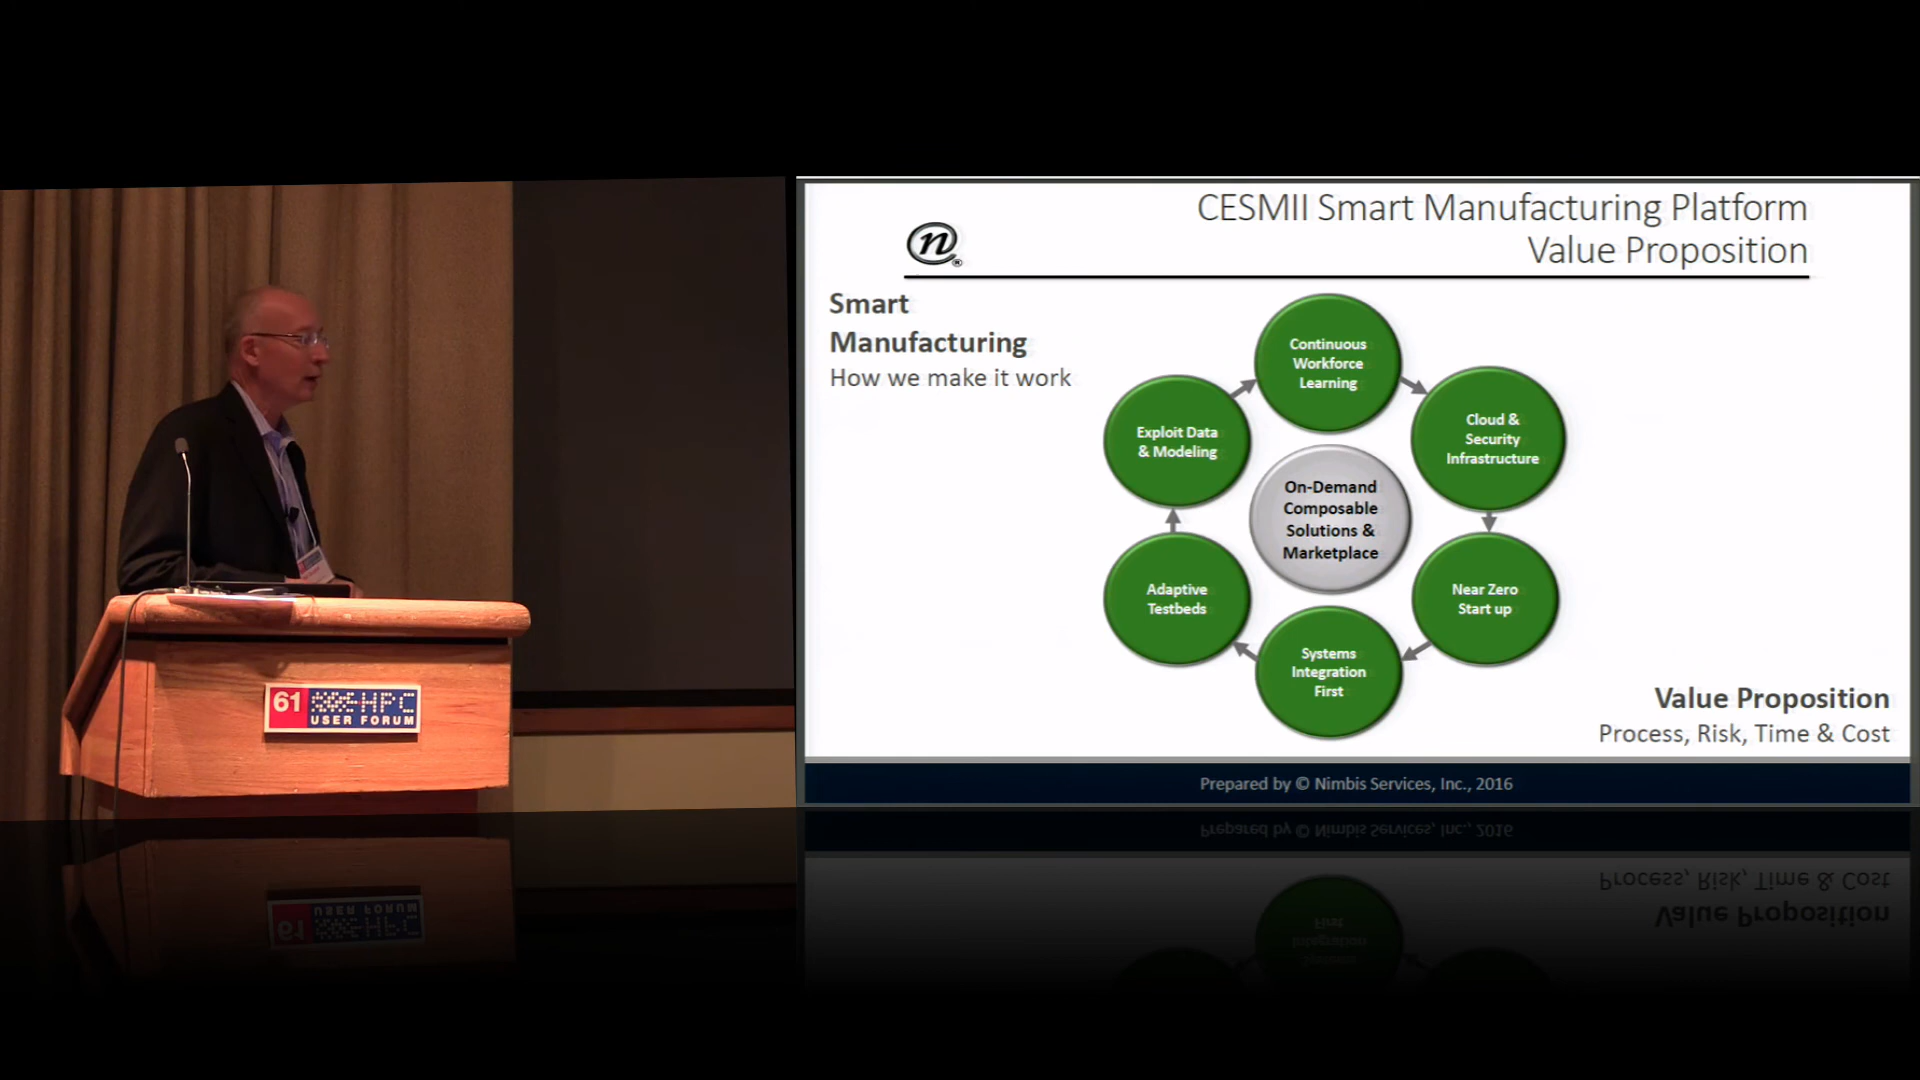 CESMII Smart Manufacturing Platform
Value Proposition
n
®
Smart
Manufacturing
How we make it work
Continuous
Workforce
Learning
Cloud &
Security
Infrastructure
Near Zero
Start up
Systems
Integration
First
Adaptive
Testbeds
Exploit Data
& Modeling
On-Demand
Composable
Solutions &
Marketplace
Value Proposition
Process, Risk, Time & Cost
Prepared by © Nimbis Services, Inc., 2016
61 HPC
USER FORUM